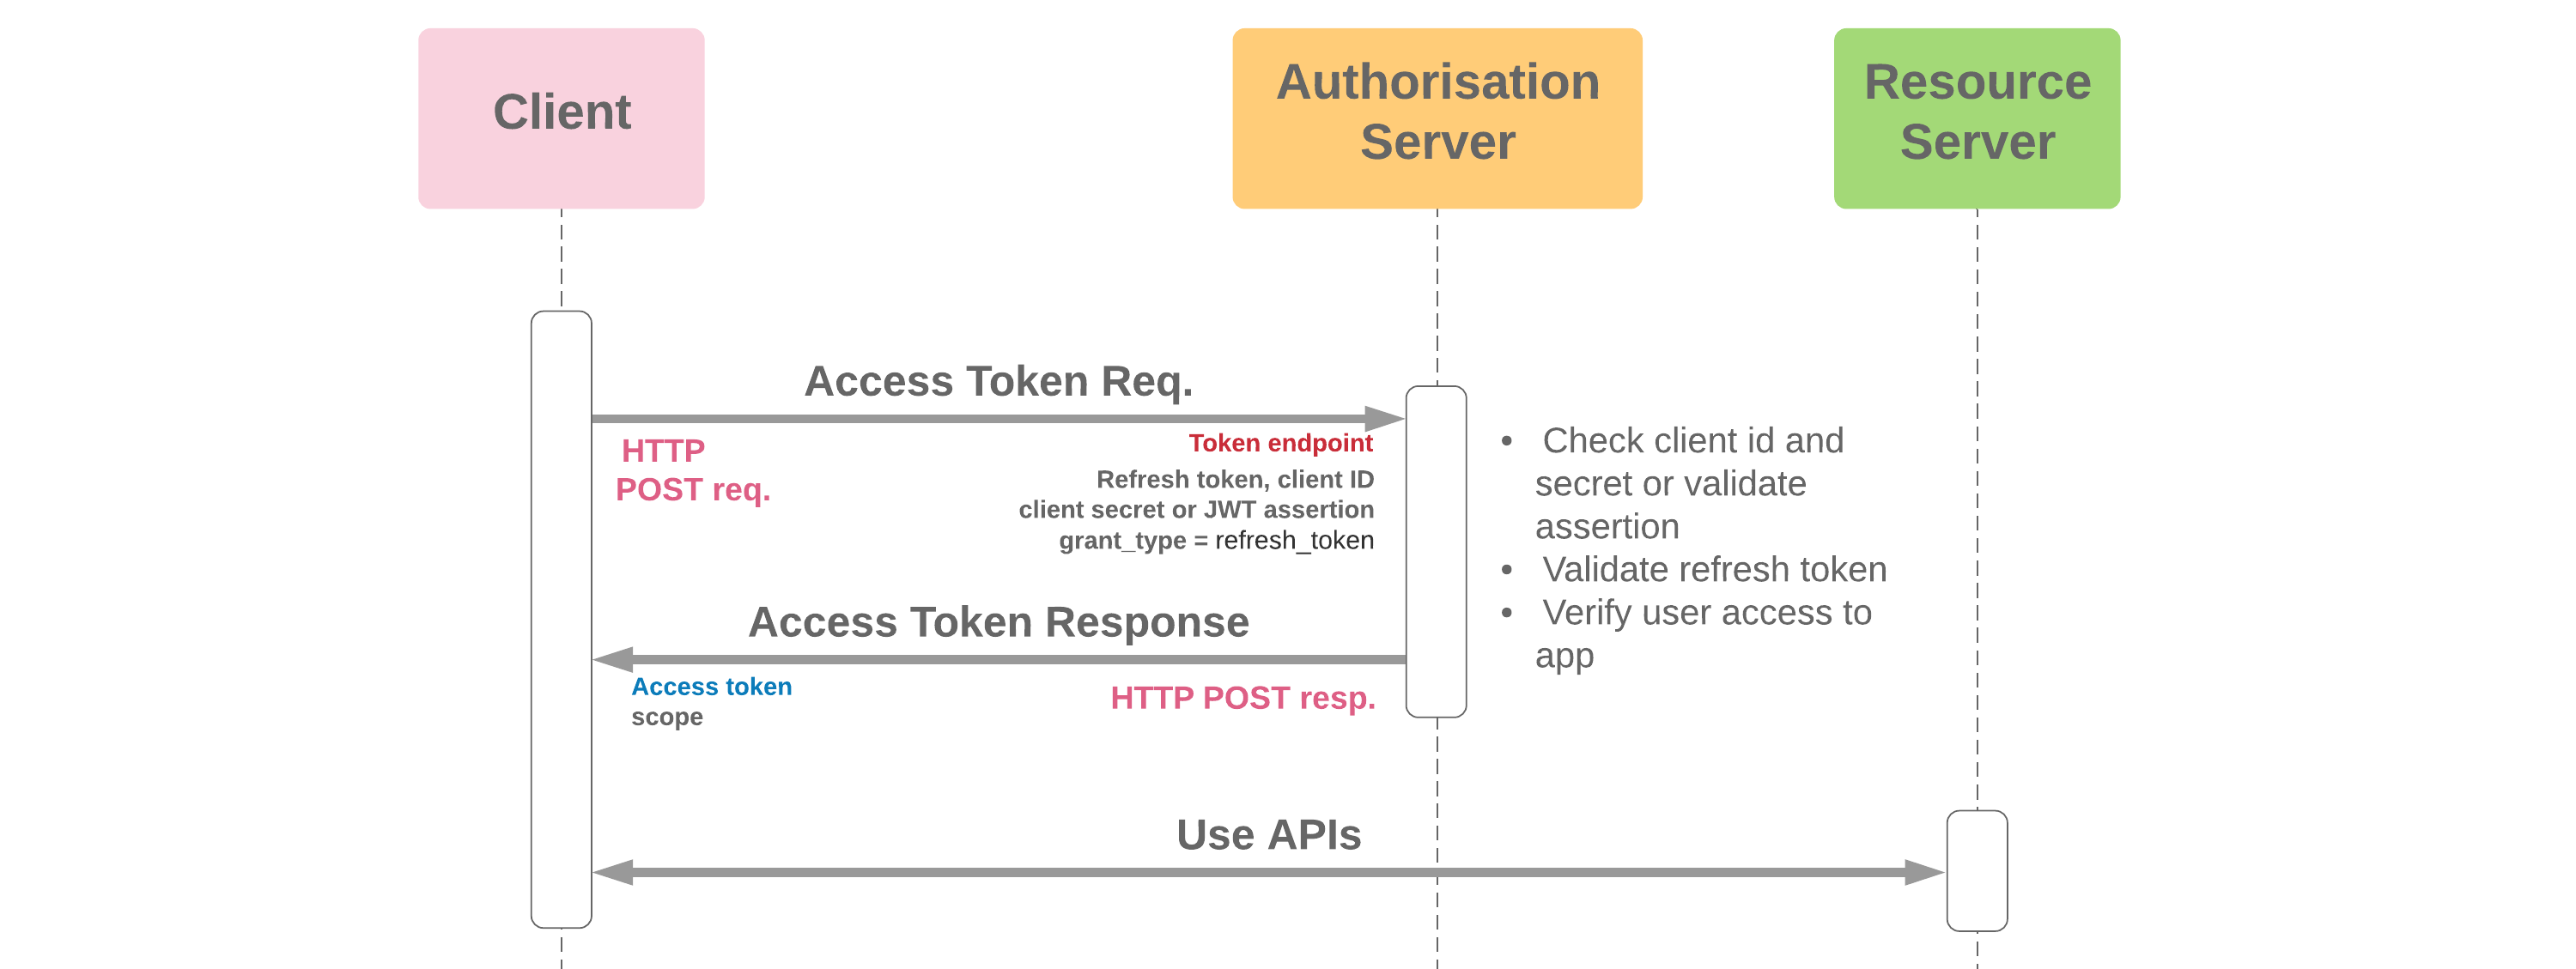 Client
Authorisation
Server
Resource
Server
Access Token Req.
HTTP
POST req.
Token endpoint
Refresh token, client ID
client secret or JWT assertion
grant_type = refresh_token
• Check client id and
secret or validate
assertion
• Validate refresh token
• Verify user access to
app
Access Token Response
Access token
scope
HTTP POST resp.
Use APIs